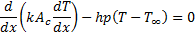 d/dx (kA_c dT/dx) − hp(T − T_∞) = 0